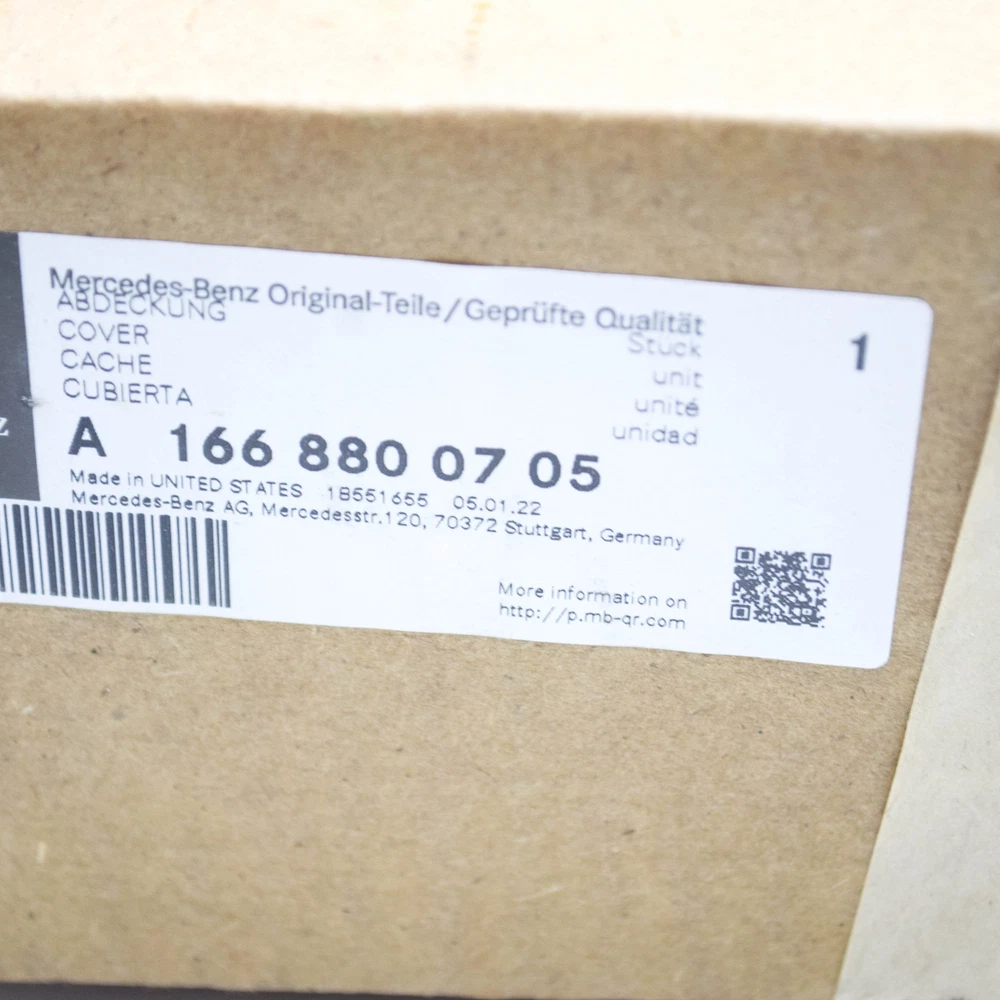 Mercedes-Benz Original-Teile/Geprüfte Qualität
ABDECKUNG
COVER
CACHE
CUBIERTA
Stück
unit
unité
unidad
1
z
A 166 880 07 05
Made in UNITED STATES 18551655 05.01.22
Mercedes-Benz AG, Mercedesstr.120, 70372 Stuttgart, Germany
More information on
http://p.mb-qr.com